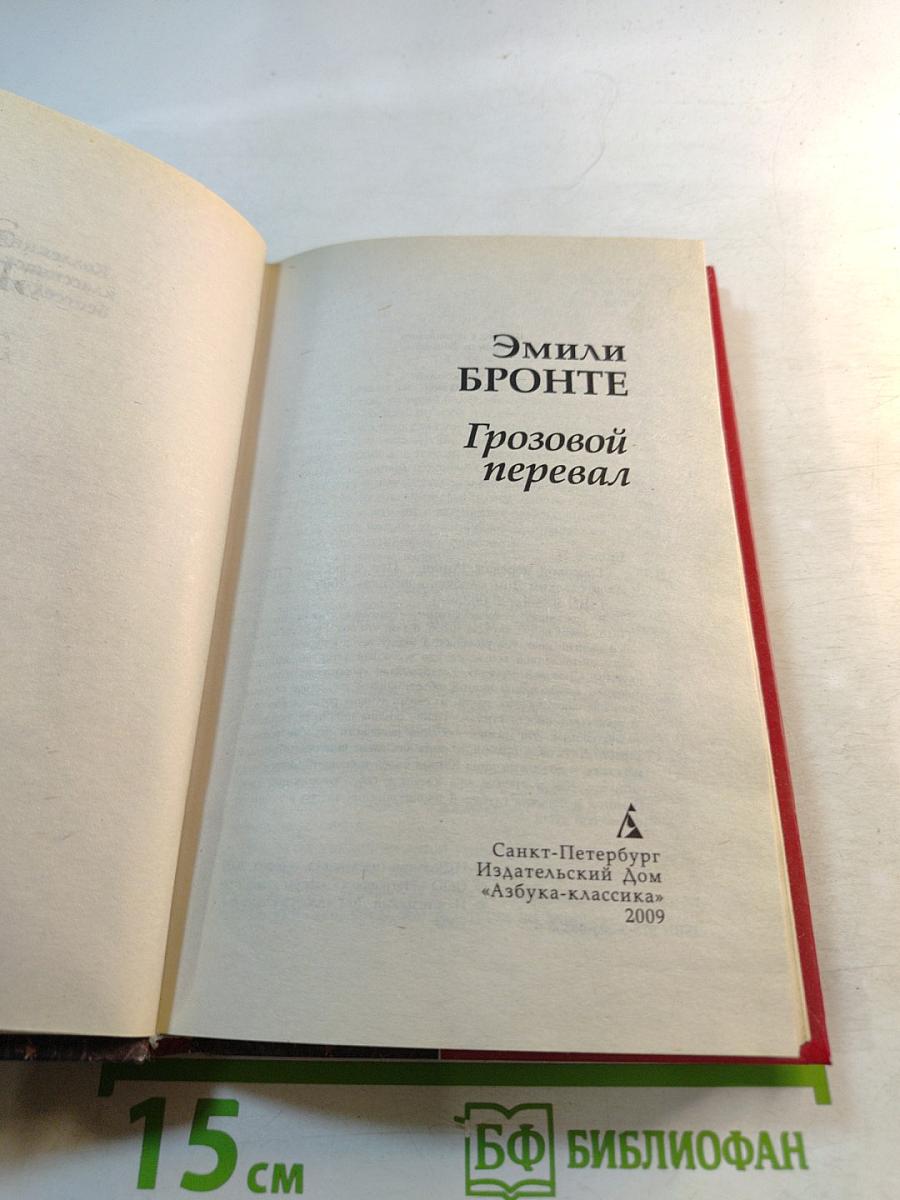 Эмили
БРОНТЕ
Грозовой
перевал
Санкт-Петербург
Издательский Дом
«Азбука-классика»
2009
15 см
БФ БИБЛИОФАН